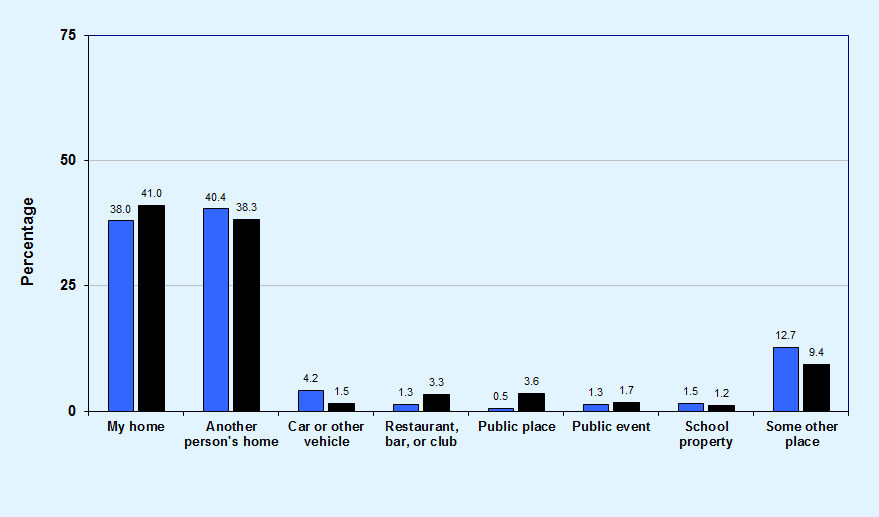 75
50
25
0
Percentage
38.0
41.0
40.4
38.3
4.2
1.5
1.3
3.3
0.5
3.6
1.3
1.7
1.5
1.2
12.7
9.4
My home
Another
person's home
Car or other
vehicle
Restaurant,
bar, or club
Public place
Public event
School
property
Some other
place